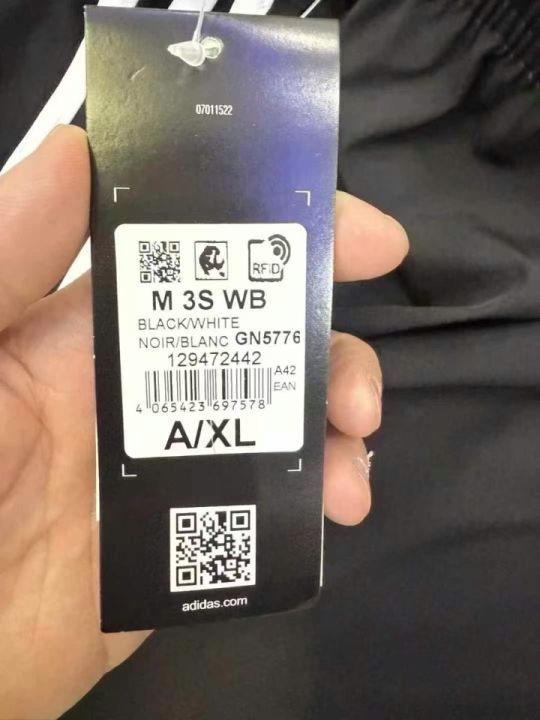 07011522
RFID
M 3S WB
BLACK/WHITE
NOIR/BLANC GN5776
129472442
A42
EAN
4 065423 697578
A/XL
adidas.com